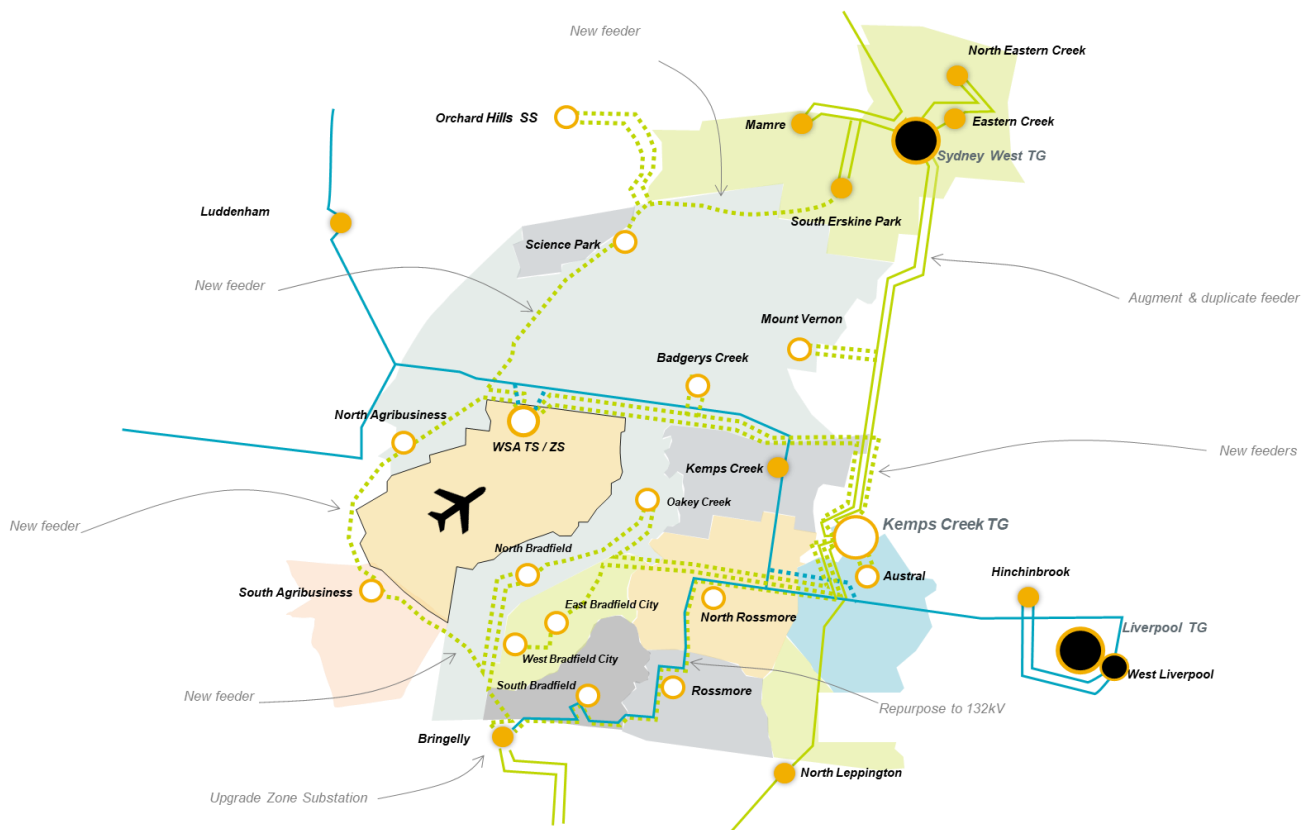 New feeder
North Eastern Creek
Orchard Hills SS
Mamre
Eastern Creek
Sydney West TG
Luddenham
South Erskine Park
Science Park
New feeder
Augment & duplicate feeder
Mount Vernon
Badgerys Creek
North Agribusiness
WSA TS / ZS
New feeders
Kemps Creek
Oakey Creek
New feeder
Kemps Creek TG
North Bradfield
Austral
Hinchinbrook
South Agribusiness
East Bradfield City
North Rossmore
Liverpool TG
West Bradfield City
West Liverpool
South Bradfield
Rossmore
New feeder
Repurpose to 132kV
Bringelly
North Leppington
Upgrade Zone Substation